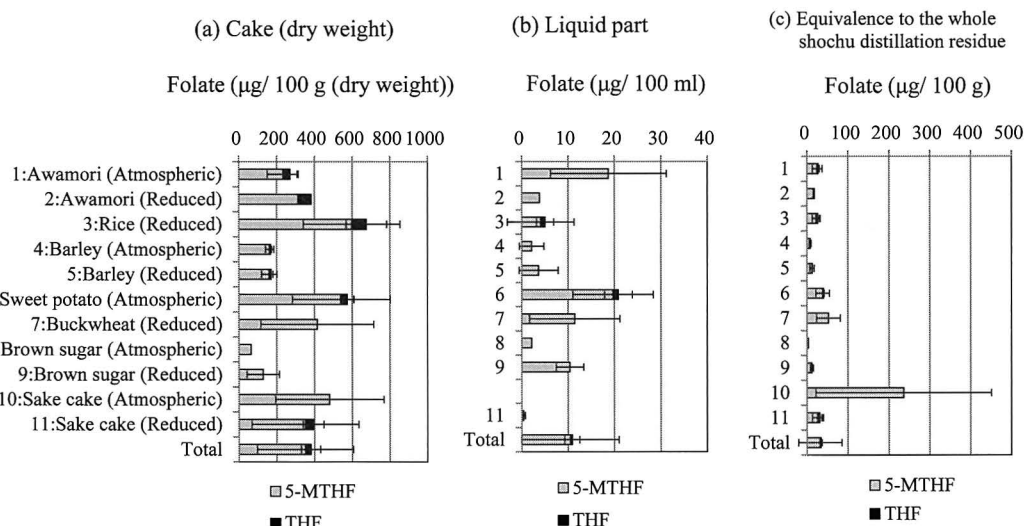 (a) Cake (dry weight)
Folate (μg/ 100 g (dry weight))
0 200 400 600 800 1000
1:Awamori (Atmospheric)
2:Awamori (Reduced)
3:Rice (Reduced)
4:Barley (Atmospheric)
5:Barley (Reduced)
Sweet potato (Atmospheric)
7:Buckwheat (Reduced)
Brown sugar (Atmospheric)
9:Brown sugar (Reduced)
10:Sake cake (Atmospheric)
11:Sake cake (Reduced)
Total
5-MTHF
THF
(b) Liquid part
Folate (μg/ 100 ml)
0 10 20 30 40
1
2
3
4
5
6
7
8
9
11
Total
5-MTHF
THF
(c) Equivalence to the whole
shochu distillation residue
Folate (μg/ 100 g)
0 100 200 300 400 500
1
2
3
4
5
6
7
8
9
10
11
Total
5-MTHF
THF